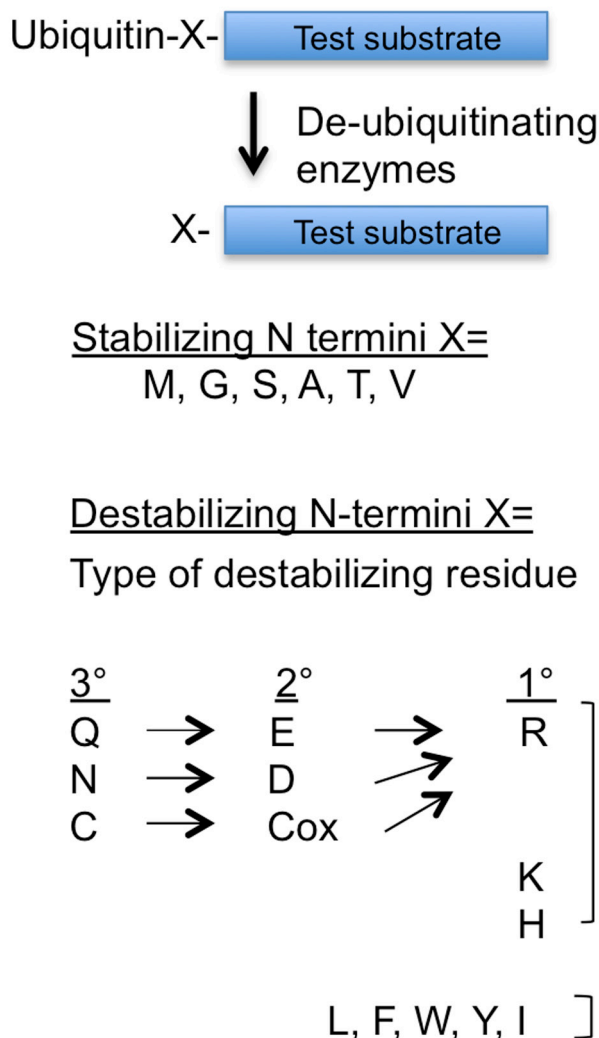 Ubiquitin-X- Test substrate
De-ubiquitinating
enzymes
X- Test substrate
Stabilizing N termini X=
M, G, S, A, T, V
Destabilizing N-termini X=
Type of destabilizing residue
3° 2° 1°
Q E R
N D
C Cox
K
H
L, F, W, Y, I